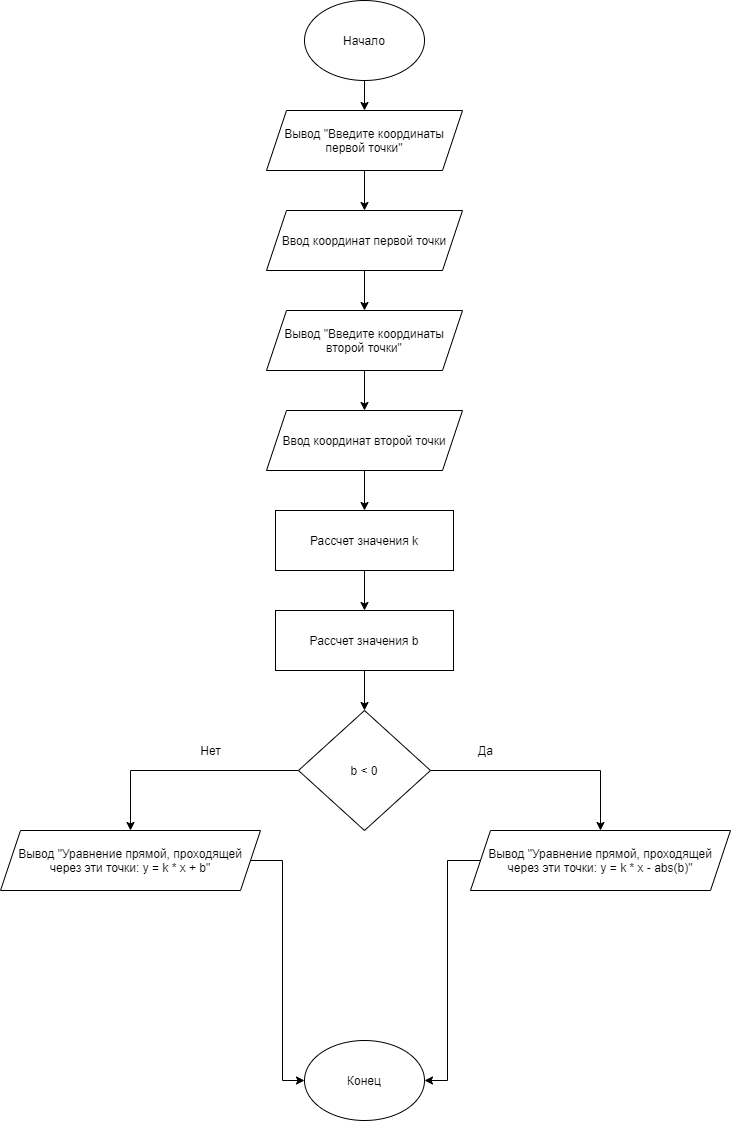 Начало
Вывод "Введите координаты
первой точки"
Ввод координат первой точки
Вывод "Введите координаты
второй точки"
Ввод координат второй точки
Рассчет значения k
Рассчет значения b
b < 0
Нет
Да
Вывод "Уравнение прямой, проходящей
через эти точки: y = k * x + b"
Вывод "Уравнение прямой, проходящей
через эти точки: y = k * x - abs(b)"
Конец